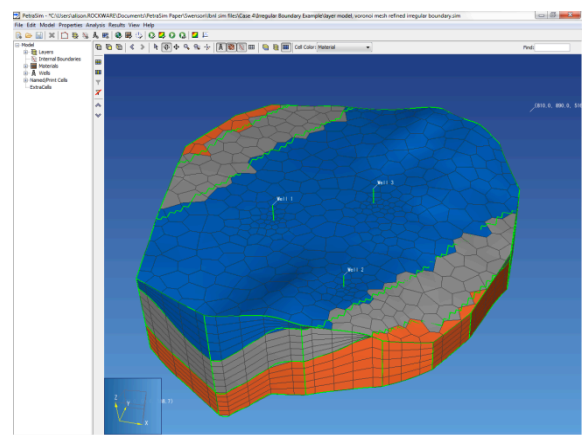 PetraSim - "C:\Users\alison.ROCKWARE\Documents\PetraSim Paper\Swenson\lbnl sim files\Case 4\Irregular Boundary Example\layer model, voronoi mesh refined irregular boundary.sim
File Edit Model Properties Analysis Results View Help
Cell Color: Material
Find:
Model
Layers
Internal Boundaries
Materials
Wells
Named/Print Cells
ExtraCells
Well 1
Well 3
Well 2
Z
Y
X